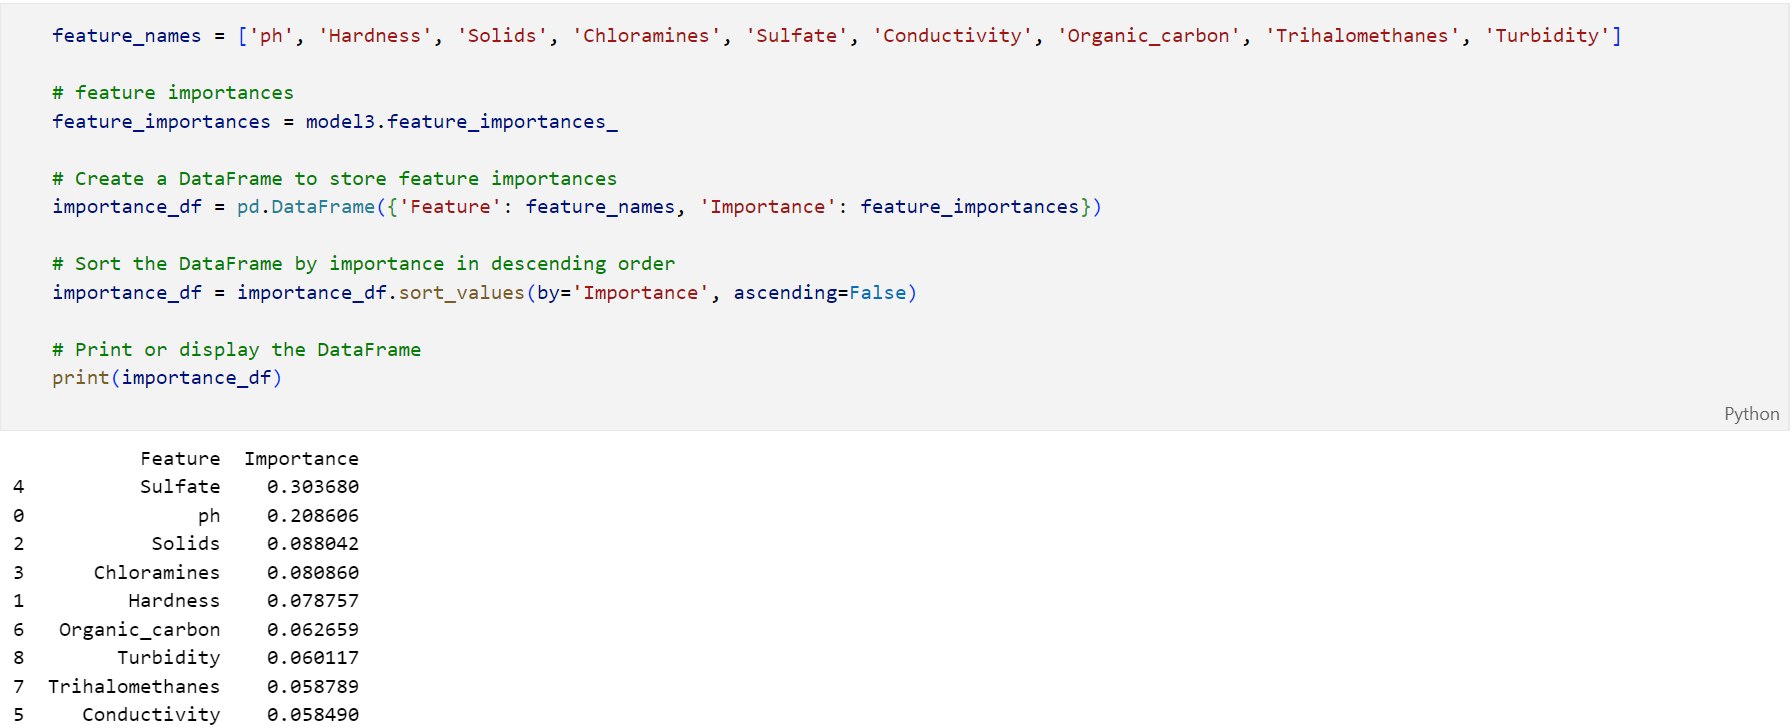 feature_names = ['ph', 'Hardness', 'Solids', 'Chloramines', 'Sulfate', 'Conductivity', 'Organic_carbon', 'Trihalomethanes', 'Turbidity']
# feature importances
feature_importances = model3.feature_importances_
# Create a DataFrame to store feature importances
importance_df = pd.DataFrame({'Feature': feature_names, 'Importance': feature_importances})
# Sort the DataFrame by importance in descending order
importance_df = importance_df.sort_values(by='Importance', ascending=False)
# Print or display the DataFrame
print(importance_df)
Python
Feature Importance
4 Sulfate 0.303680
0 ph 0.208606
2 Solids 0.088042
3 Chloramines 0.080860
1 Hardness 0.078757
6 Organic_carbon 0.062659
8 Turbidity 0.060117
7 Trihalomethanes 0.058789
5 Conductivity 0.058490